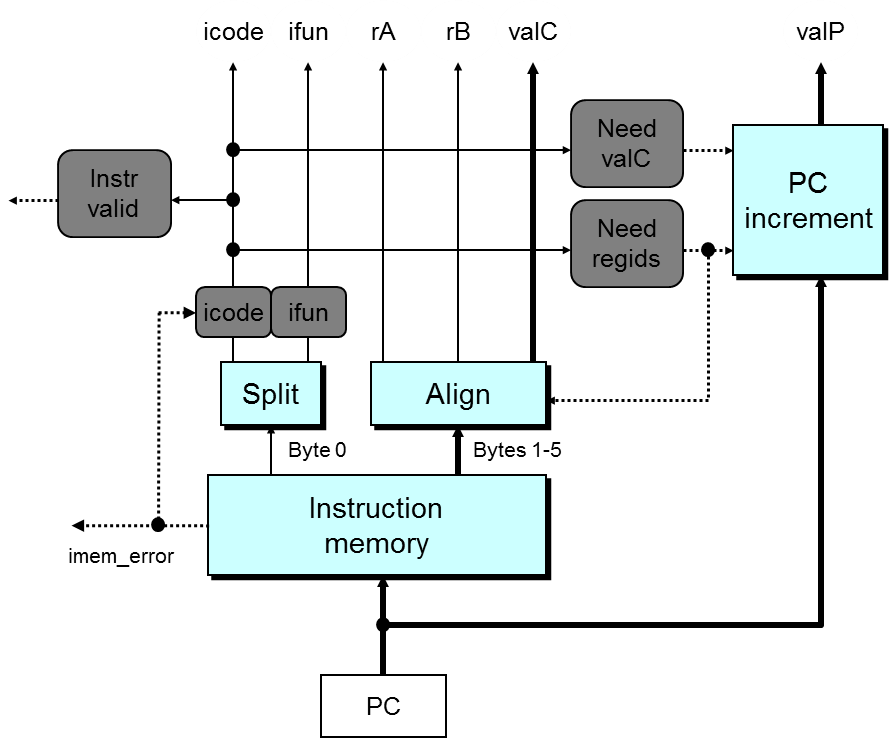 icode ifun rA rB valC valP
Need
valC
Instr
valid
PC
increment
Need
regids
icode ifun
Split
Align
Byte 0
Bytes 1-5
Instruction
memory
imem_error
PC